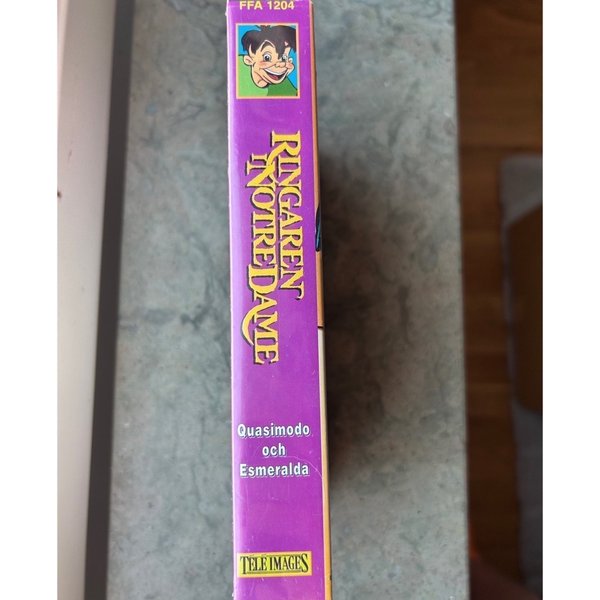 FFA 1204
RINGAREN
I NOTRE DAME
Quasimodo
och
Esmeralda
TELE IMAGES